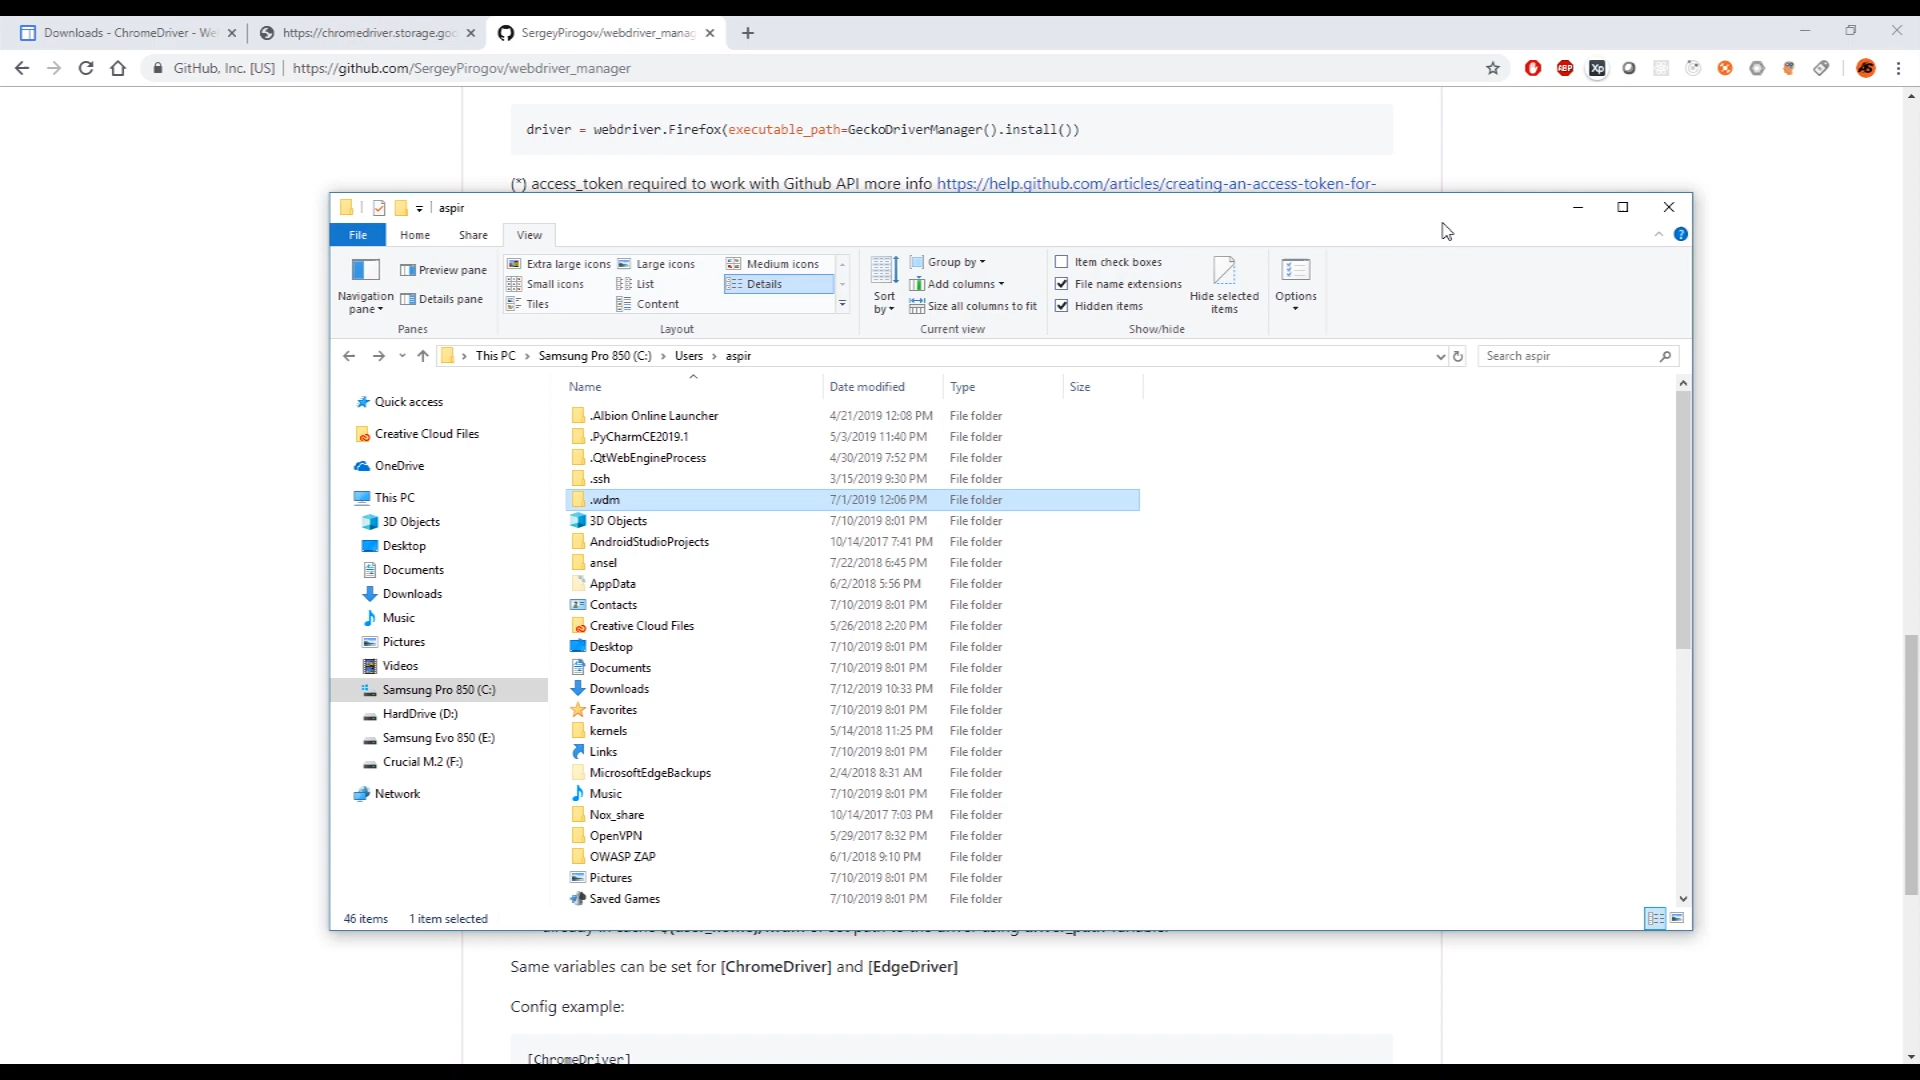 Downloads - ChromeDriver - We
https://chromedriver.storage.goo
SergeyPirogov/webdriver_manag
GitHub, Inc. [US] | https://github.com/SergeyPirogov/webdriver_manager
ABP
Xp
driver = webdriver.Firefox(executable_path=GeckoDriverManager().install())
(*) access_token required to work with Github API more info https://help.github.com/articles/creating-an-access-token-for-
aspir
File Home Share View
Extra large icons Large icons Medium icons
Small icons List Details
Tiles Content
Layout
Navigation pane
Preview pane
Details pane
Panes
Sort by
Group by
Add columns
Size all columns to fit
Current view
Item check boxes
File name extensions
Hidden items
Hide selected items
Show/hide
Options
This PC > Samsung Pro 850 (C:) > Users > aspir
Search aspir
Quick access
Creative Cloud Files
OneDrive
This PC
3D Objects
Desktop
Documents
Downloads
Music
Pictures
Videos
Samsung Pro 850 (C:)
HardDrive (D:)
Samsung Evo 850 (E:)
Crucial M.2 (F:)
Network
Name Date modified Type Size
.Albion Online Launcher 4/21/2019 12:08 PM File folder
.PyCharmCE2019.1 5/3/2019 11:40 PM File folder
.QtWebEngineProcess 4/30/2019 7:52 PM File folder
.ssh 3/15/2019 9:30 PM File folder
.wdm 7/1/2019 12:06 PM File folder
3D Objects 7/10/2019 8:01 PM File folder
AndroidStudioProjects 10/14/2017 7:41 PM File folder
ansel 7/22/2018 6:45 PM File folder
AppData 6/2/2018 5:56 PM File folder
Contacts 7/10/2019 8:01 PM File folder
Creative Cloud Files 5/26/2018 2:20 PM File folder
Desktop 7/10/2019 8:01 PM File folder
Documents 7/10/2019 8:01 PM File folder
Downloads 7/12/2019 10:33 PM File folder
Favorites 7/10/2019 8:01 PM File folder
kernels 5/14/2018 11:25 PM File folder
Links 7/10/2019 8:01 PM File folder
MicrosoftEdgeBackups 2/4/2018 8:31 AM File folder
Music 7/10/2019 8:01 PM File folder
Nox_share 10/14/2017 7:03 PM File folder
OpenVPN 5/29/2017 8:32 PM File folder
OWASP ZAP 6/1/2018 9:10 PM File folder
Pictures 7/10/2019 8:01 PM File folder
Saved Games 7/10/2019 8:01 PM File folder
46 items 1 item selected
Same variables can be set for [ChromeDriver] and [EdgeDriver]
Config example:
[ChromeDriver]